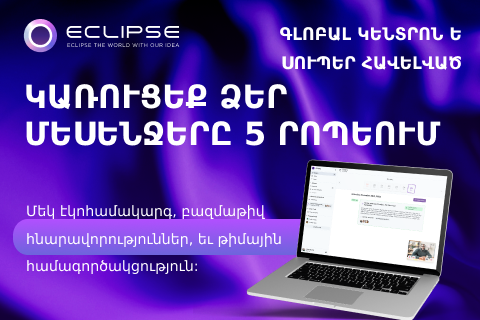 ECLIPSE
ECLIPSE THE WORLD WITH OUR IDEA
ԳԼՈԲԱԼ ԿԵՆՏՐՈՆ Է
ՍՈՒՊԵՐ ՀԱՎԵԼՎԱԾ
ԿԱՌՈՒՑԵՔ ՁԵՐ
ՄԵՍԵՆՋԵՐԸ 5 ՐՈՊԵՈՒՄ
Մեկ էկոհամակարգ, բազմաթիվ
հնարավորություններ, եւ թիմային
համագործակցություն: